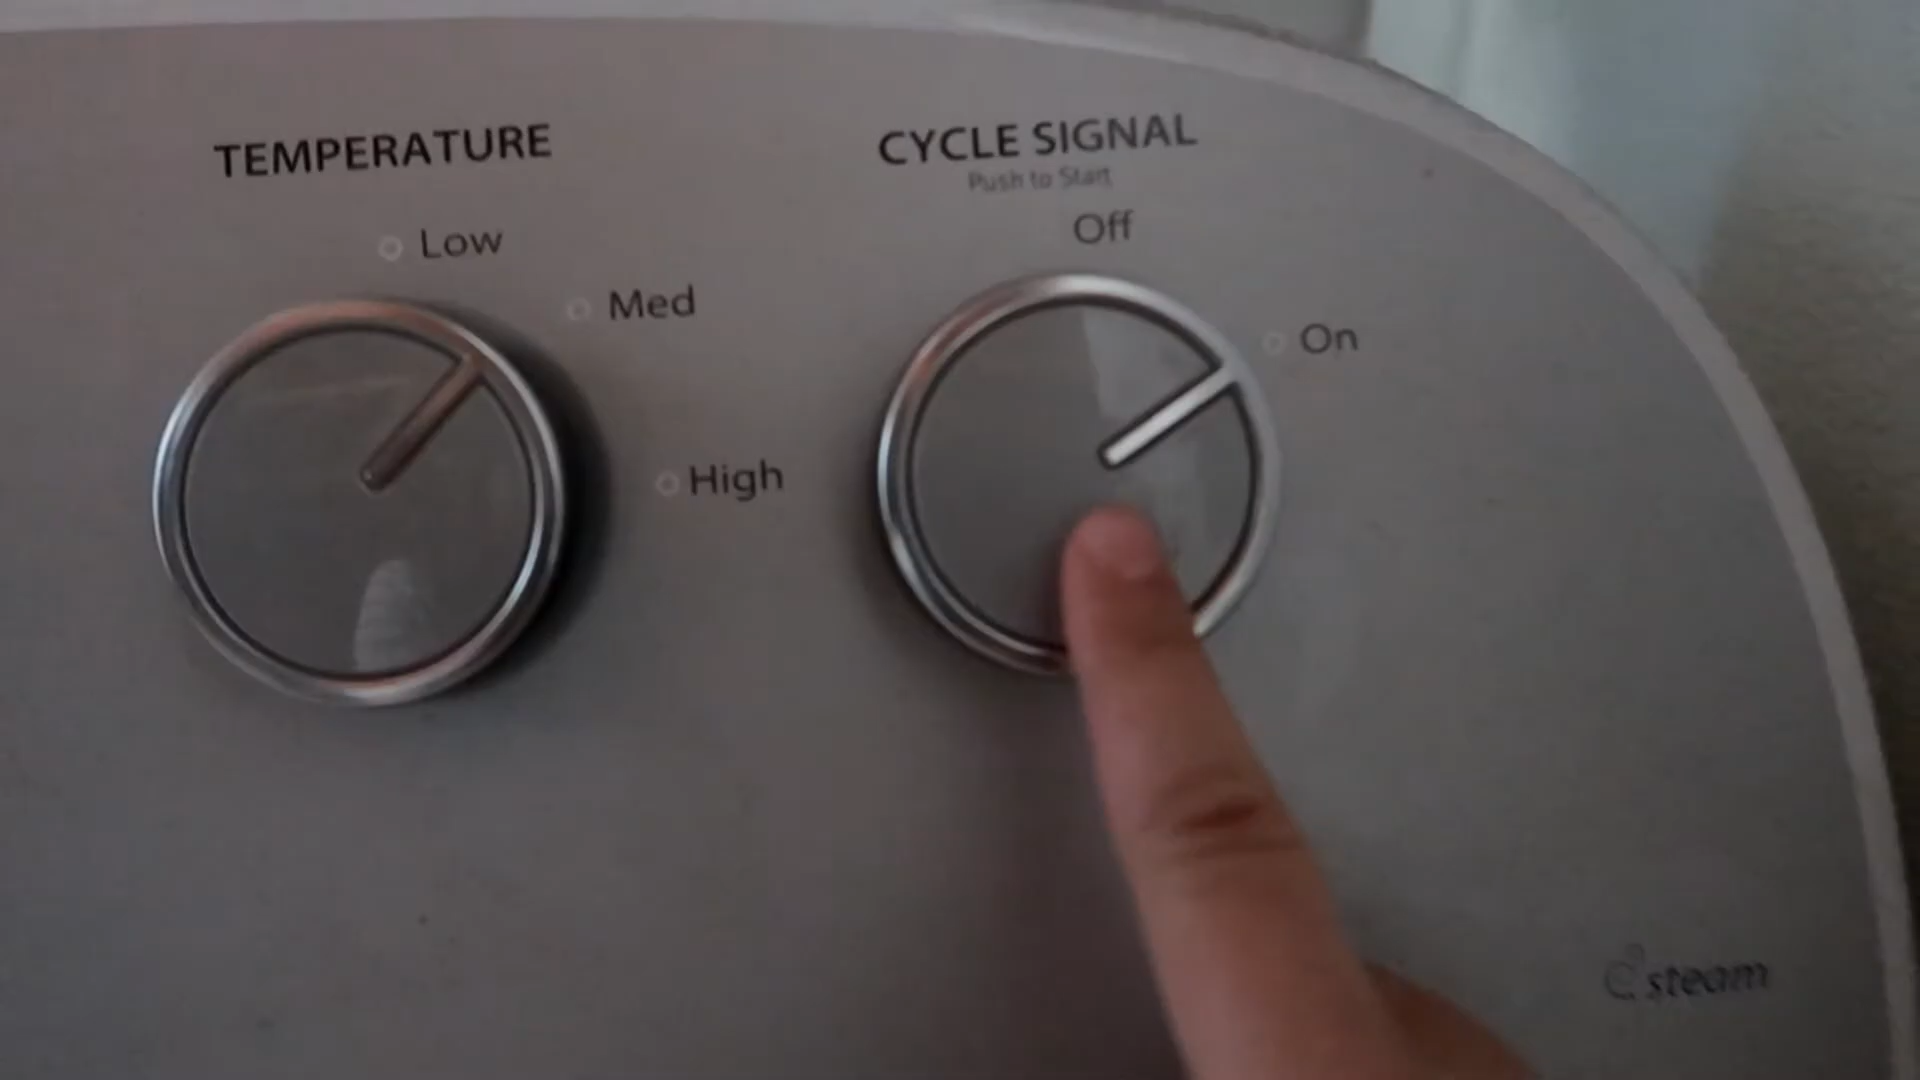 TEMPERATURE
Low
Med
High
CYCLE SIGNAL
Push to Start
Off
On
steam